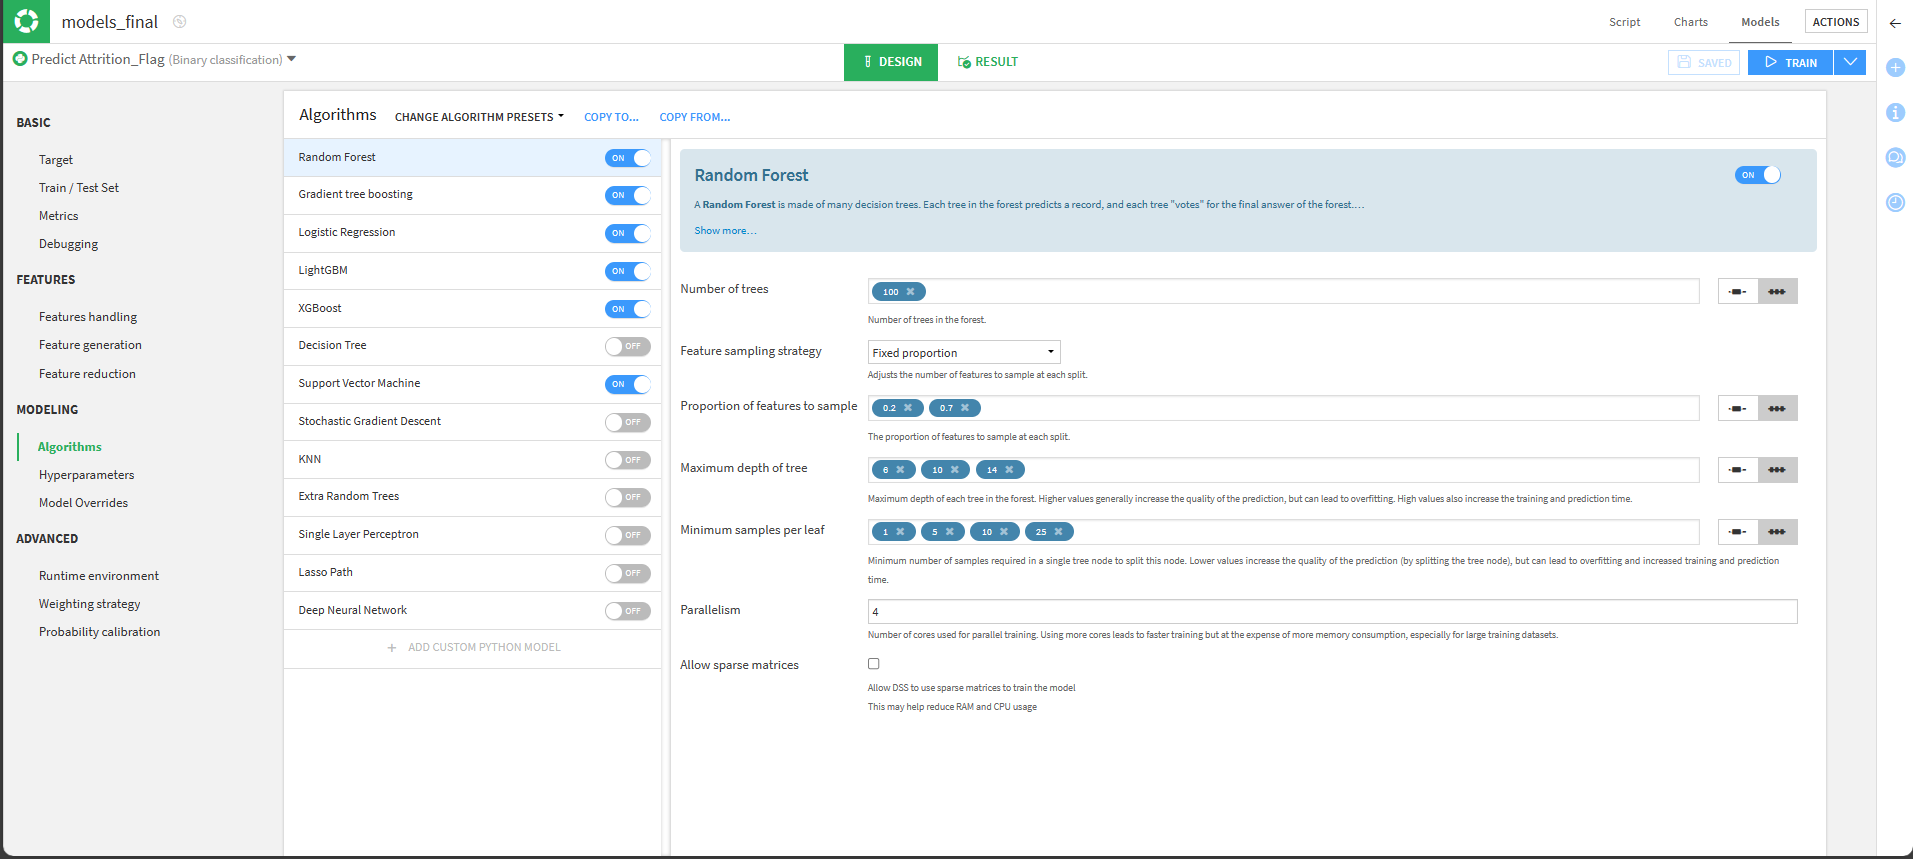 models_final
Script
Charts
Models
ACTIONS
Predict Attrition_Flag (Binary classification)
DESIGN
RESULT
SAVED
TRAIN
BASIC
Target
Train / Test Set
Metrics
Debugging
FEATURES
Features handling
Feature generation
Feature reduction
MODELING
Algorithms
Hyperparameters
Model Overrides
ADVANCED
Runtime environment
Weighting strategy
Probability calibration
Algorithms
CHANGE ALGORITHM PRESETS
COPY TO...
COPY FROM...
Random Forest ON
Gradient tree boosting ON
Logistic Regression ON
LightGBM ON
XGBoost ON
Decision Tree OFF
Support Vector Machine ON
Stochastic Gradient Descent OFF
KNN OFF
Extra Random Trees OFF
Single Layer Perceptron OFF
Lasso Path OFF
Deep Neural Network OFF
+ ADD CUSTOM PYTHON MODEL
Random Forest ON
A Random Forest is made of many decision trees. Each tree in the forest predicts a record, and each tree "votes" for the final answer of the forest....
Show more...
Number of trees 100
Number of trees in the forest.
Feature sampling strategy Fixed proportion
Adjusts the number of features to sample at each split.
Proportion of features to sample 0.2 0.7
The proportion of features to sample at each split.
Maximum depth of tree 6 10 14
Maximum depth of each tree in the forest. Higher values generally increase the quality of the prediction, but can lead to overfitting. High values also increase the training and prediction time.
Minimum samples per leaf 1 5 10 25
Minimum number of samples required in a single tree node to split this node. Lower values increase the quality of the prediction (by splitting the tree node), but can lead to overfitting and increased training and prediction
time.
Parallelism 4
Number of cores used for parallel training. Using more cores leads to faster training but at the expense of more memory consumption, especially for large training datasets.
Allow sparse matrices
Allow DSS to use sparse matrices to train the model
This may help reduce RAM and CPU usage